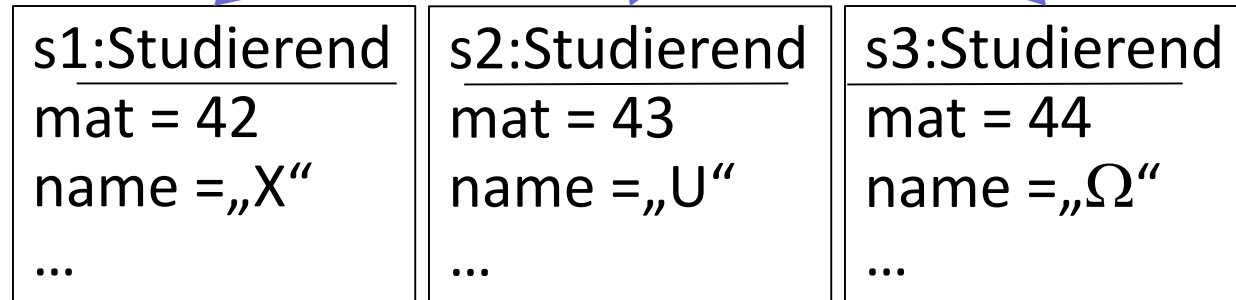 s1:Studierend
mat = 42
name =„X“
...
s2:Studierend
mat = 43
name =„U“
...
s3:Studierend
mat = 44
name =„Ω“
...